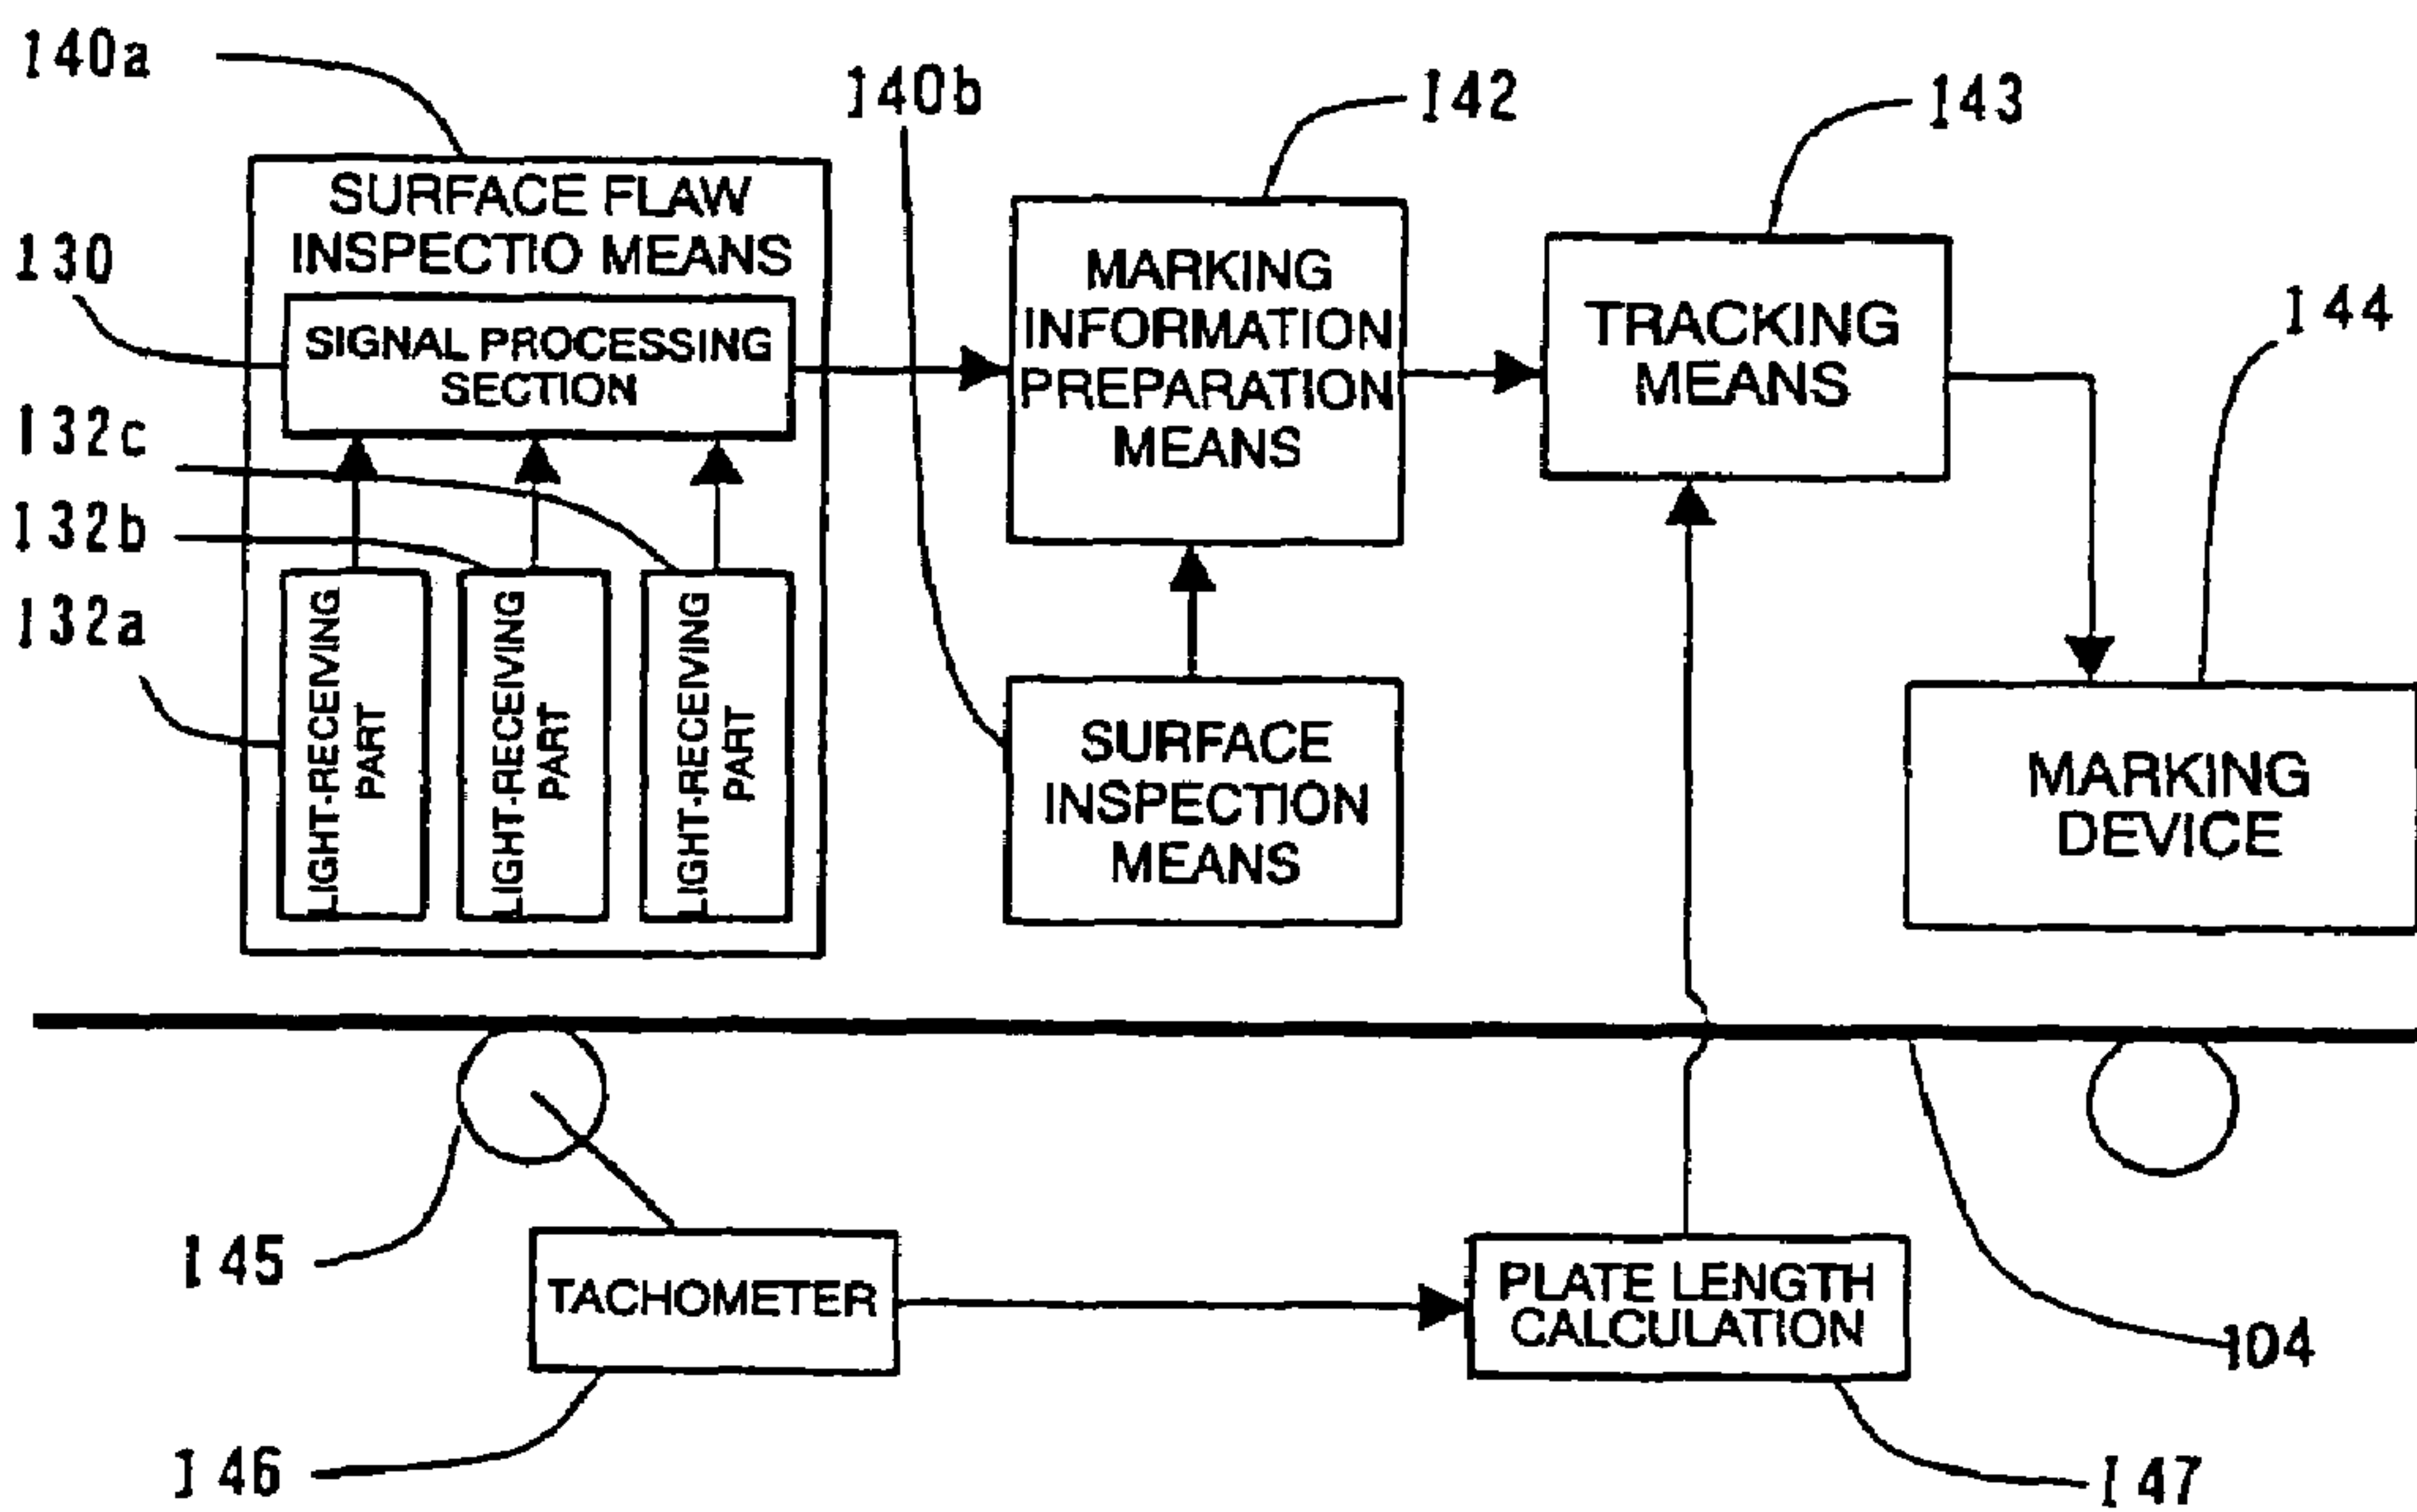 140a
140b
142
143
SURFACE FLAW
INSPECTIO MEANS
130
SIGNAL PROCESSING
SECTION
MARKING
INFORMATION
PREPARATION
MEANS
TRACKING
MEANS
144
132c
132b
132a
LIGHT-RECEIVING
PART
LIGHT-RECEIVING
PART
LIGHT-RECEIVING
PART
SURFACE
INSPECTION
MEANS
MARKING
DEVICE
145
TACHOMETER
PLATE LENGTH
CALCULATION
104
146
147